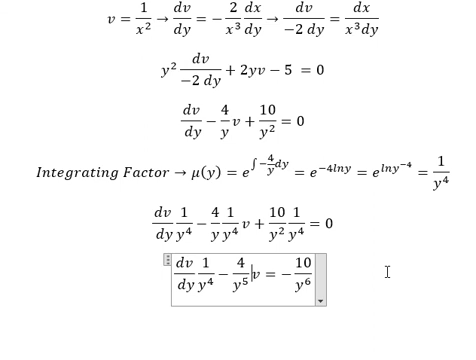 v = 1/x² → dv/dy = −2/x³ dx/dy → dv/−2 dy = dx/x³dy
y² dv/−2 dy + 2yv − 5 = 0
dv/dy − 4/y v + 10/y² = 0
Integrating Factor → μ(y) = e^∫−4/y dy = e^−4lny = e^lny^−4 = 1/y⁴
dv/dy 1/y⁴ − 4/y 1/y⁴ v + 10/y² 1/y⁴ = 0
dv/dy 1/y⁴ − 4/y⁵ v = − 10/y⁶